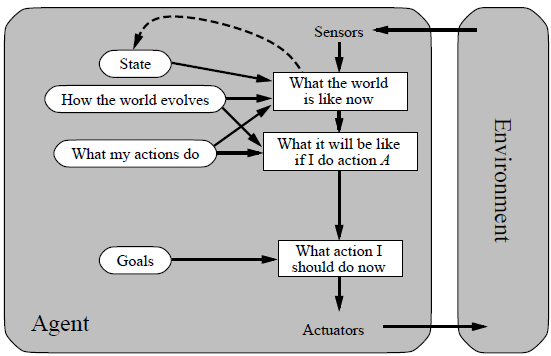 Sensors
State
What the world
is like now
How the world evolves
What it will be like
if I do action A
What my actions do
Environment
Goals
What action I
should do now
Agent
Actuators